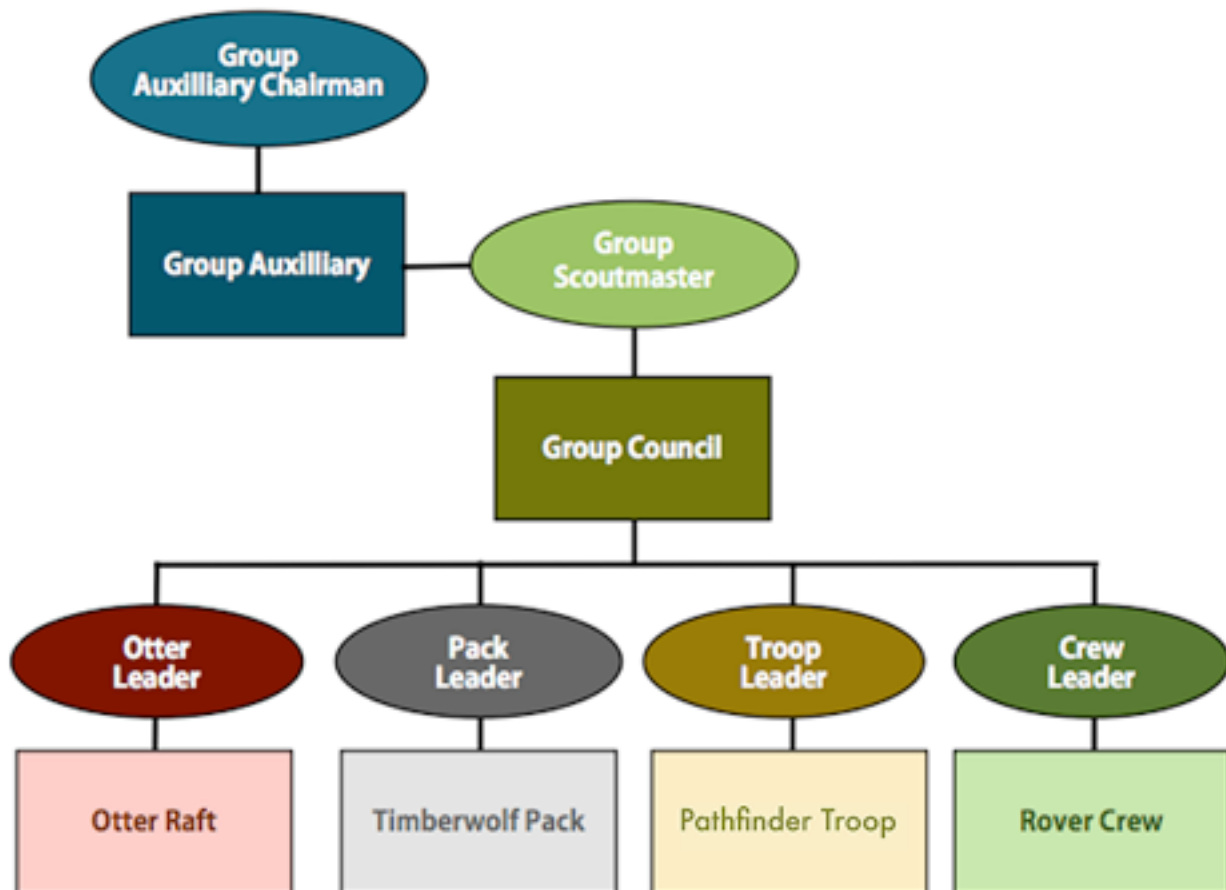 Group
Auxilliary Chairman
Group Auxilliary
Group
Scoutmaster
Group Council
Otter
Leader
Pack
Leader
Troop
Leader
Crew
Leader
Otter Raft
Timberwolf Pack
Pathfinder Troop
Rover Crew